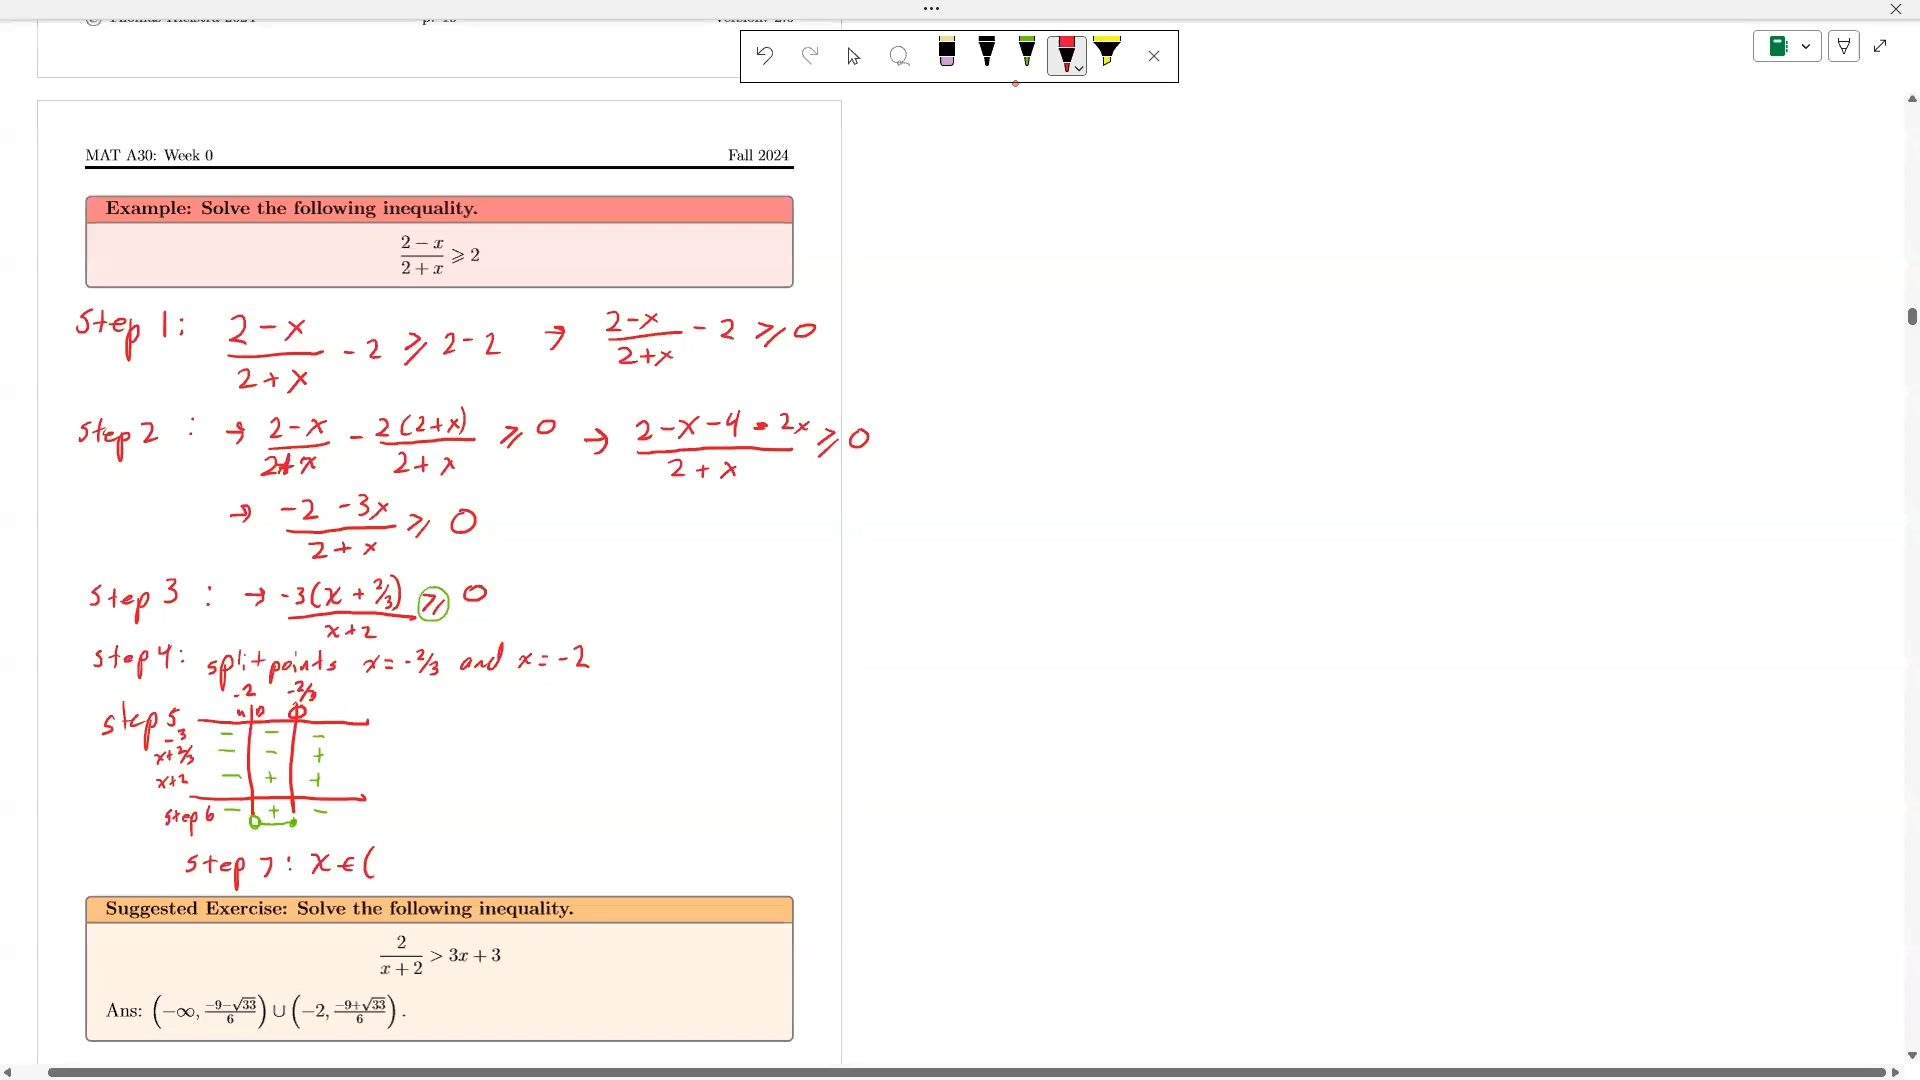 MAT A30: Week 0 Fall 2024
Example: Solve the following inequality.
(2 − x)/(2 + x) ⩾ 2
Step 1: (2 - x)/(2 + x) - 2 ⩾ 2 - 2 → (2-x)/(2+x) - 2 ⩾ 0
Step 2 : → (2 - x)/(2+x) - 2(2+x)/(2+x) ⩾ 0 → (2 - x - 4 - 2x)/(2 + x) ⩾ 0
→ (-2 - 3x)/(2 + x) ⩾ 0
Step 3 : → -3(x + 2/3)/(x+2) ⩾ 0
Step 4: split points x = -2/3 and x = -2
-2 -2/3
Step 5
-3 - - -
x+2/3 - - +
x+2 - + +
Step 6 - + -
Step 7: x ∈ (
Suggested Exercise: Solve the following inequality.
2/(x + 2) > 3x + 3
Ans: (−∞, (−9−√33)/6) ∪ (−2, (−9+√33)/6).